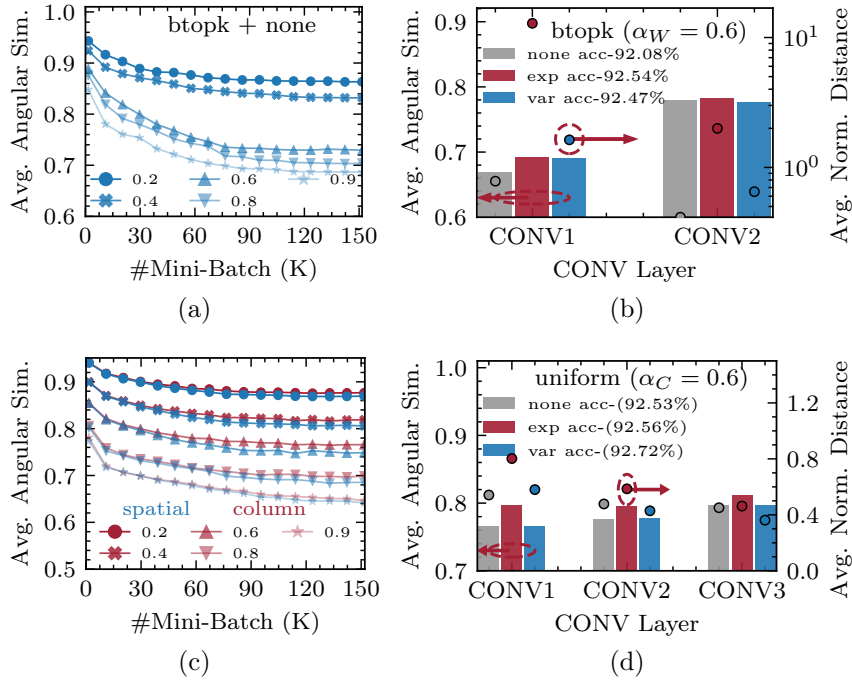 btopk + none
Avg. Angular Sim.
1.0
0.9
0.8
0.7
0.6
0.2 0.6 0.9
0.4 0.8
0 30 60 90 120 150
#Mini-Batch (K)
(a)
btopk (α_W = 0.6)
none acc-92.08%
exp acc-92.54%
var acc-92.47%
Avg. Angular Sim.
0.9
0.8
0.7
0.6
10^1
10^0
Avg. Norm. Distance
CONV1 CONV2
CONV Layer
(b)
Avg. Angular Sim.
0.9
0.8
0.7
0.6
0.5
spatial column
0.2 0.6 0.9
0.4 0.8
0 30 60 90 120 150
#Mini-Batch (K)
(c)
uniform (α_C = 0.6)
none acc-(92.53%)
exp acc-(92.56%)
var acc-(92.72%)
Avg. Angular Sim.
1.0
0.9
0.8
0.7
1.2
0.8
0.4
0.0
Avg. Norm. Distance
CONV1 CONV2 CONV3
CONV Layer
(d)